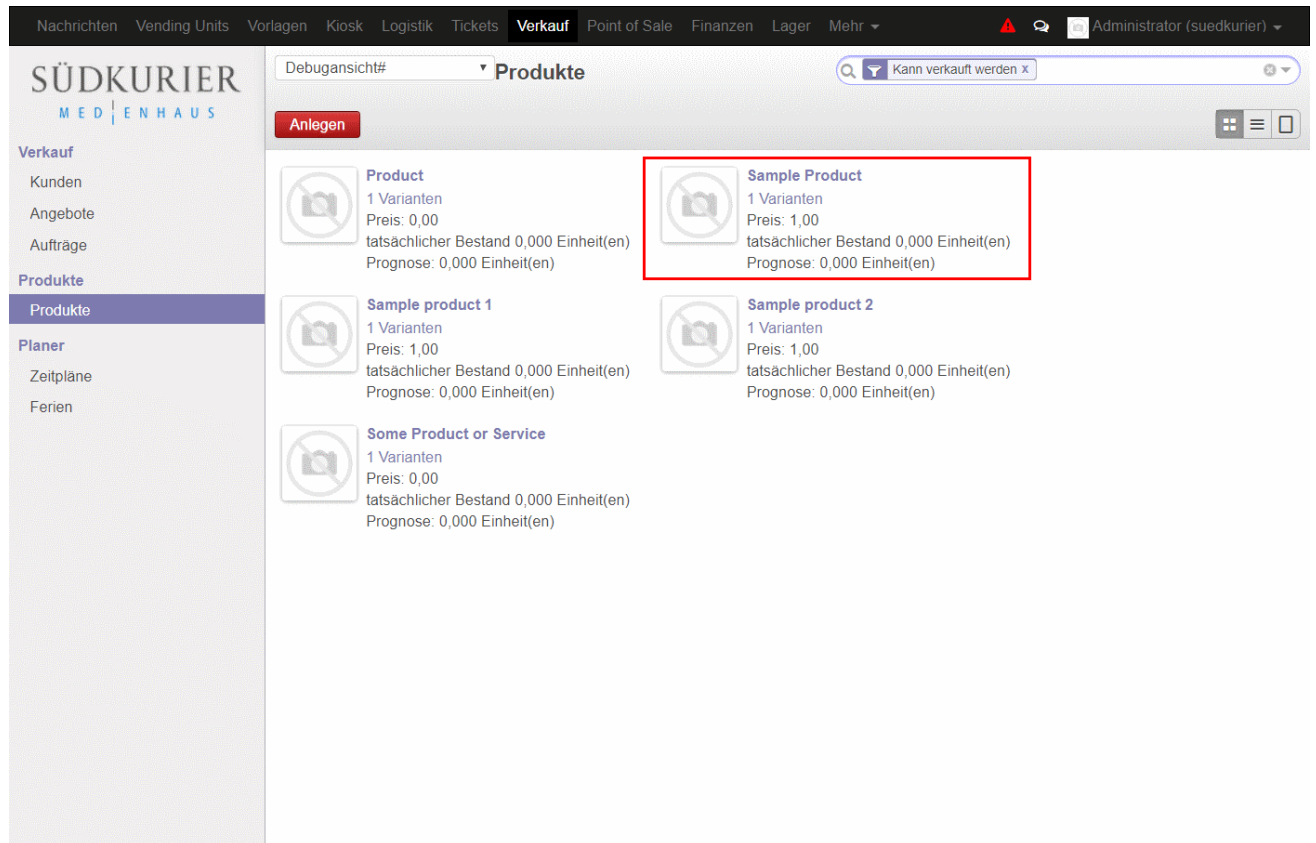 Nachrichten Vending Units Vorlagen Kiosk Logistik Tickets Verkauf Point of Sale Finanzen Lager Mehr Administrator (suedkurier)
SÜDKURIER
MEDIENHAUS
Verkauf
Kunden
Angebote
Aufträge
Produkte
Produkte
Planer
Zeitpläne
Ferien
Debugansicht# Produkte
Kann verkauft werden x
Anlegen
Product
1 Varianten
Preis: 0,00
tatsächlicher Bestand 0,000 Einheit(en)
Prognose: 0,000 Einheit(en)
Sample Product
1 Varianten
Preis: 1,00
tatsächlicher Bestand 0,000 Einheit(en)
Prognose: 0,000 Einheit(en)
Sample product 1
1 Varianten
Preis: 1,00
tatsächlicher Bestand 0,000 Einheit(en)
Prognose: 0,000 Einheit(en)
Sample product 2
1 Varianten
Preis: 1,00
tatsächlicher Bestand 0,000 Einheit(en)
Prognose: 0,000 Einheit(en)
Some Product or Service
1 Varianten
Preis: 0,00
tatsächlicher Bestand 0,000 Einheit(en)
Prognose: 0,000 Einheit(en)